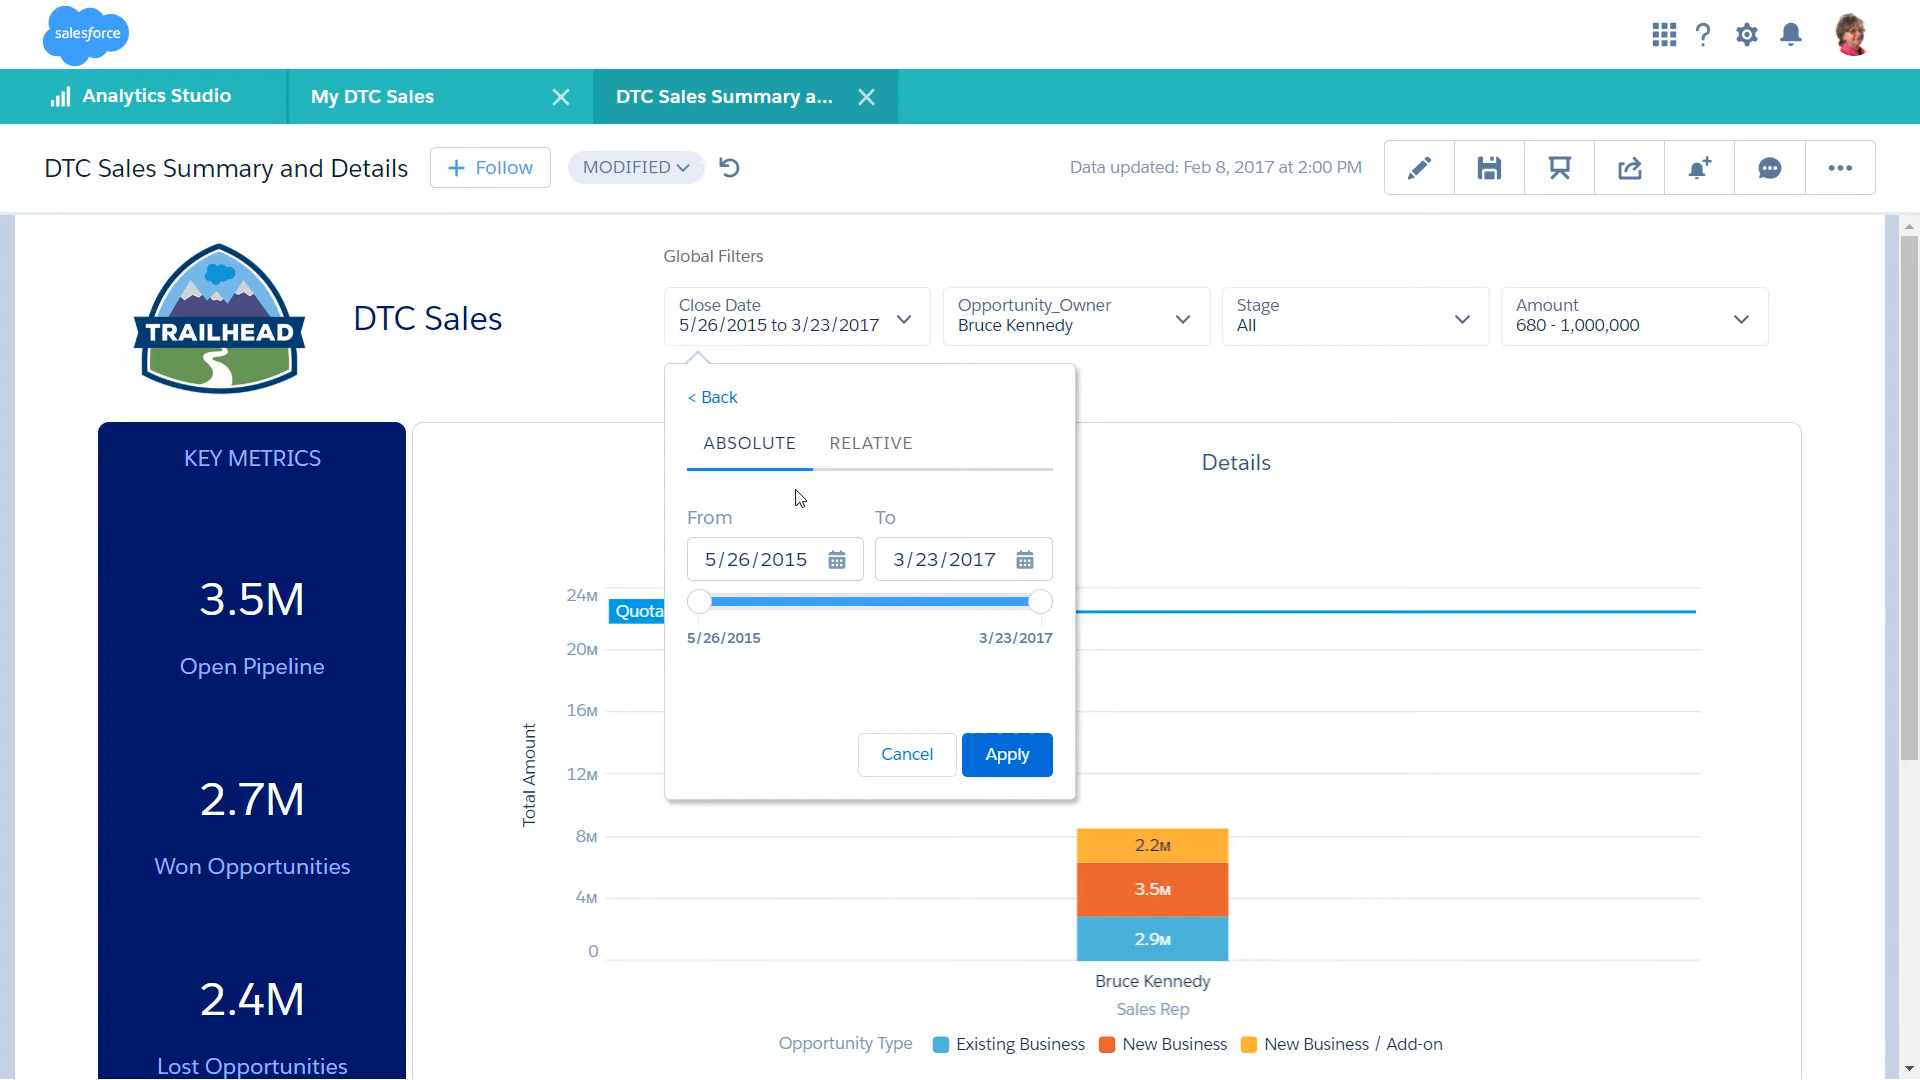 salesforce
Analytics Studio
My DTC Sales
DTC Sales Summary a...
DTC Sales Summary and Details
+ Follow
MODIFIED
Data updated: Feb 8, 2017 at 2:00 PM
TRAILHEAD
DTC Sales
Global Filters
Close Date
5/26/2015 to 3/23/2017
Opportunity_Owner
Bruce Kennedy
Stage
All
Amount
680 - 1,000,000
< Back
ABSOLUTE
RELATIVE
From
To
5/26/2015
3/23/2017
5/26/2015
3/23/2017
Cancel
Apply
KEY METRICS
3.5M
Open Pipeline
2.7M
Won Opportunities
2.4M
Lost Opportunities
Details
Total Amount
24M
Quota
20M
16M
12M
8M
4M
0
2.2M
3.5M
2.9M
Bruce Kennedy
Sales Rep
Opportunity Type
Existing Business
New Business
New Business / Add-on